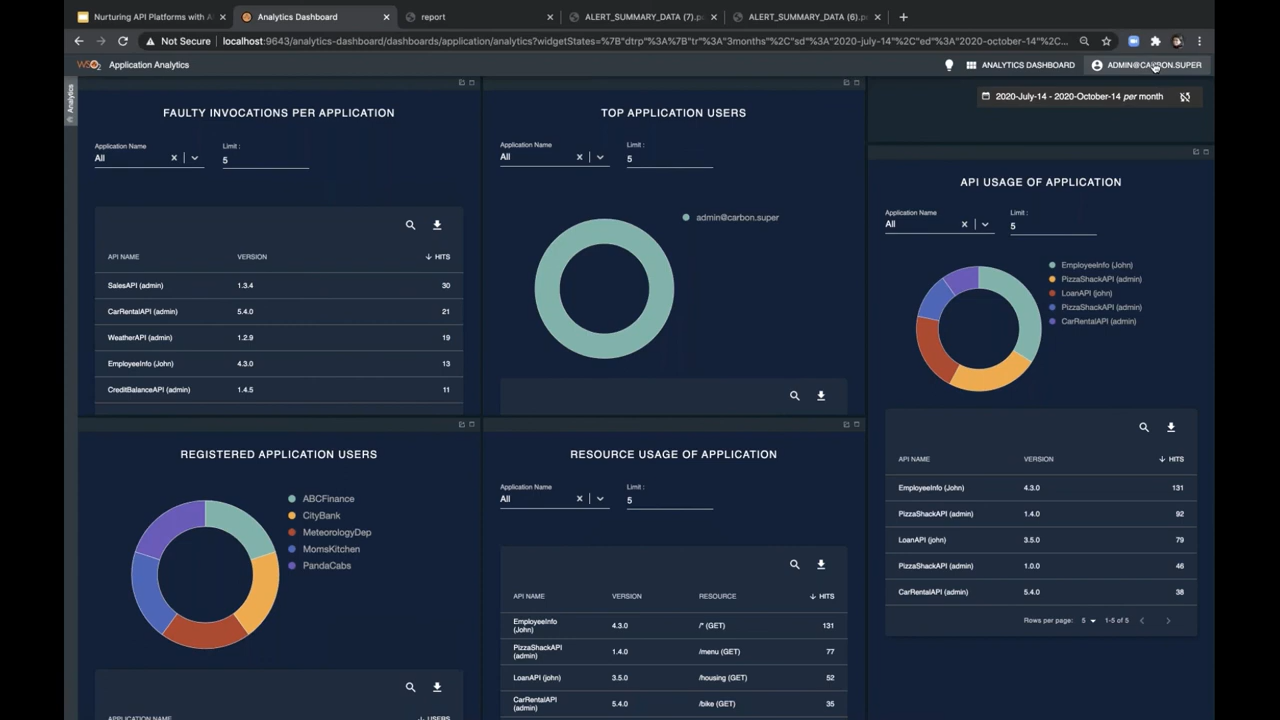 Nurturing API Platforms with A
Analytics Dashboard
report
ALERT_SUMMARY_DATA (7).p
ALERT_SUMMARY_DATA (6).p
Not Secure
localhost:9643/analytics-dashboard/dashboards/application/analytics?widgetStates=%7B"dtrp"%3A%7B"tr"%3A"3months"%2C"sd"%3A"2020-july-14"%2C"ed"%3A"2020-october-14"%2C...
WSO2 Application Analytics
ANALYTICS DASHBOARD
ADMIN@CARBON.SUPER
Analytics
FAULTY INVOCATIONS PER APPLICATION
Application Name
Limit :
All
5
API NAME VERSION HITS
SalesAPI (admin) 1.3.4 30
CarRentalAPI (admin) 5.4.0 21
WeatherAPI (admin) 1.2.9 19
EmployeeInfo (John) 4.3.0 13
CreditBalanceAPI (admin) 1.4.5 11
TOP APPLICATION USERS
Application Name
Limit :
All
5
admin@carbon.super
2020-July-14 - 2020-October-14 per month
API USAGE OF APPLICATION
Application Name
Limit :
All
5
EmployeeInfo (John)
PizzaShackAPI (admin)
LoanAPI (john)
PizzaShackAPI (admin)
CarRentalAPI (admin)
API NAME VERSION HITS
EmployeeInfo (John) 4.3.0 131
PizzaShackAPI (admin) 1.4.0 92
LoanAPI (john) 3.5.0 79
PizzaShackAPI (admin) 1.0.0 46
CarRentalAPI (admin) 5.4.0 38
Rows per page: 5 1-5 of 5
REGISTERED APPLICATION USERS
ABCFinance
CityBank
MeteorologyDep
MomsKitchen
PandaCabs
APPLICATION NAME USERS
RESOURCE USAGE OF APPLICATION
Application Name
Limit :
All
5
API NAME VERSION RESOURCE HITS
EmployeeInfo
(John) 4.3.0 /* (GET) 131
PizzaShackAPI
(admin) 1.4.0 /menu (GET) 77
LoanAPI (john) 3.5.0 /housing (GET) 52
CarRentalAPI
(admin) 5.4.0 /bike (GET) 35